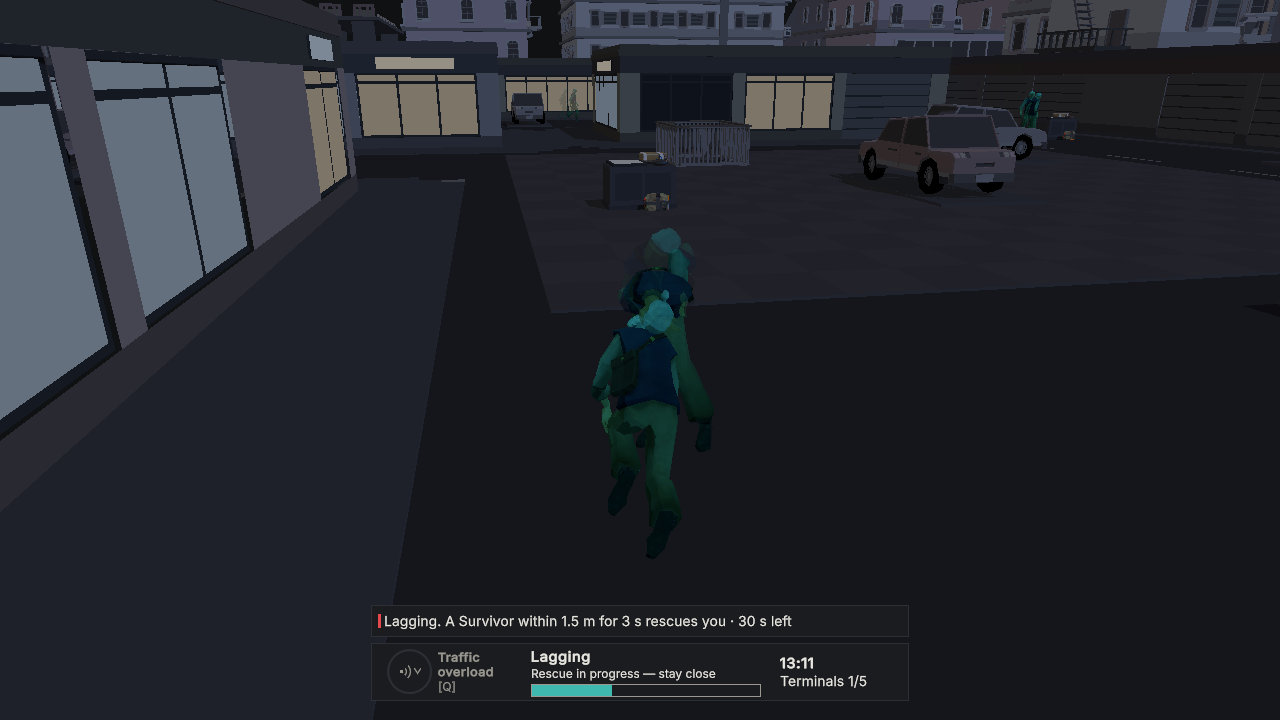 Lagging. A Survivor within 1.5 m for 3 s rescues you · 30 s left
Traffic overload
[Q]
Lagging
Rescue in progress — stay close
13:11
Terminals 1/5